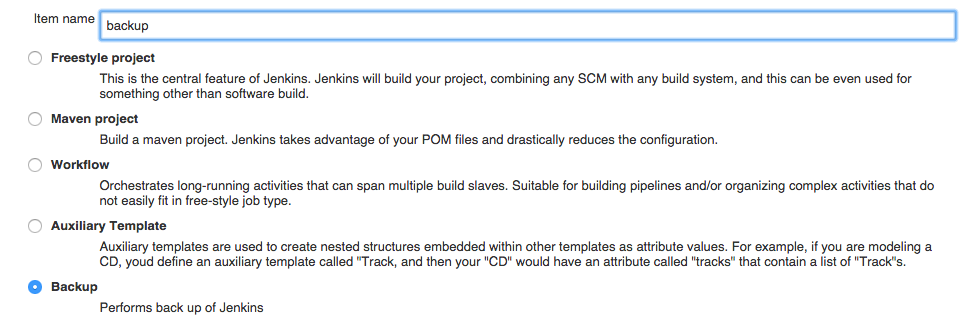 Item name backup
Freestyle project
This is the central feature of Jenkins. Jenkins will build your project, combining any SCM with any build system, and this can be even used for
something other than software build.
Maven project
Build a maven project. Jenkins takes advantage of your POM files and drastically reduces the configuration.
Workflow
Orchestrates long-running activities that can span multiple build slaves. Suitable for building pipelines and/or organizing complex activities that do
not easily fit in free-style job type.
Auxiliary Template
Auxiliary templates are used to create nested structures embedded within other templates as attribute values. For example, if you are modeling a
CD, youd define an auxiliary template called "Track, and then your "CD" would have an attribute called "tracks" that contain a list of "Track"s.
Backup
Performs back up of Jenkins